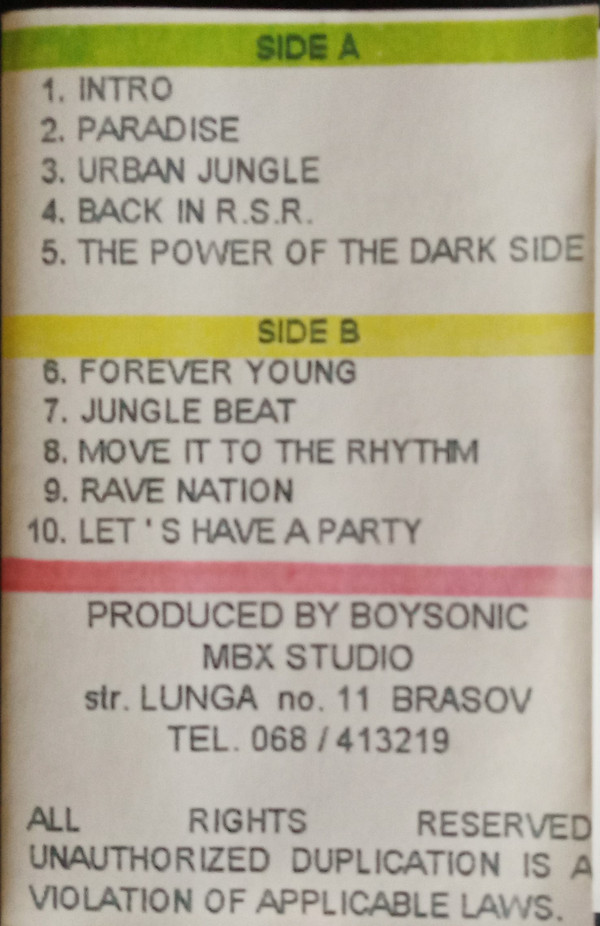 SIDE A
1. INTRO
2. PARADISE
3. URBAN JUNGLE
4. BACK IN R.S.R.
5. THE POWER OF THE DARK SIDE
SIDE B
6. FOREVER YOUNG
7. JUNGLE BEAT
8. MOVE IT TO THE RHYTHM
9. RAVE NATION
10. LET ' S HAVE A PARTY
PRODUCED BY BOYSONIC
MBX STUDIO
str. LUNGA no. 11 BRASOV
TEL. 068 / 413219
ALL RIGHTS RESERVED
UNAUTHORIZED DUPLICATION IS A
VIOLATION OF APPLICABLE LAWS.